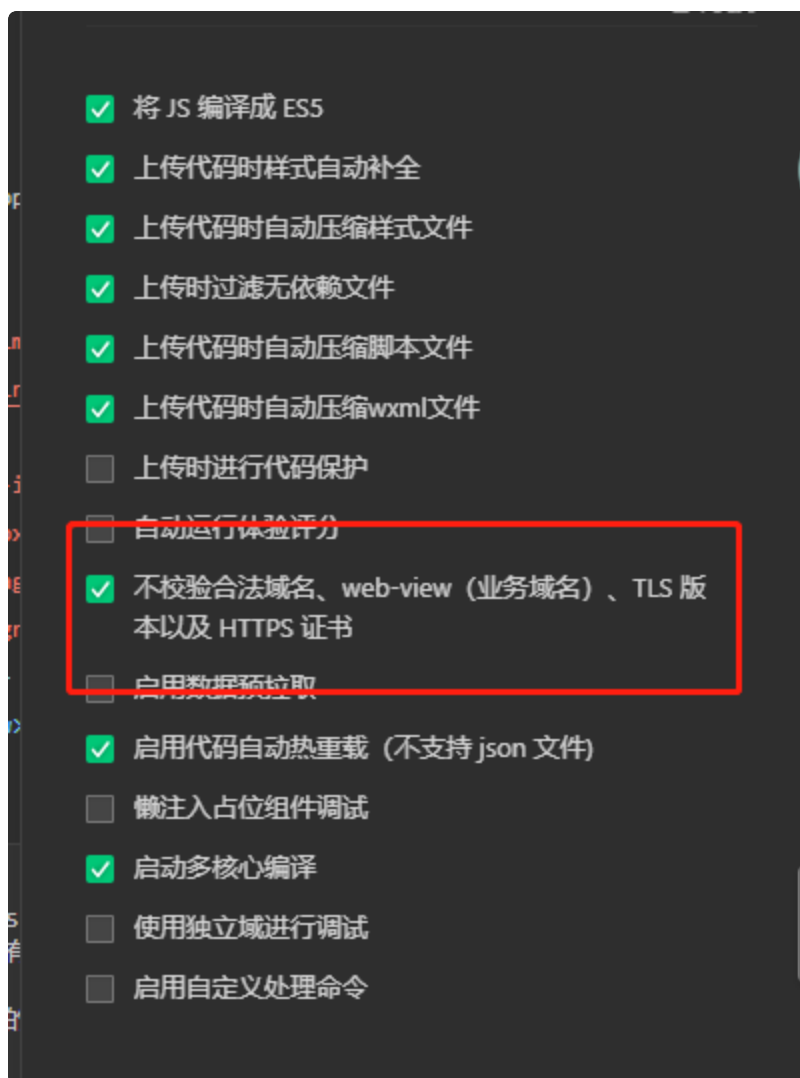 将 JS 编译成 ES5
上传代码时样式自动补全
上传代码时自动压缩样式文件
上传时过滤无依赖文件
上传代码时自动压缩脚本文件
上传代码时自动压缩wxml文件
上传时进行代码保护
自动运行体验评分
不校验合法域名、web-view（业务域名）、TLS 版
本以及 HTTPS 证书
启用数据预拉取
启用代码自动热重载（不支持 json 文件)
懒注入占位组件调试
启动多核心编译
使用独立域进行调试
启用自定义处理命令